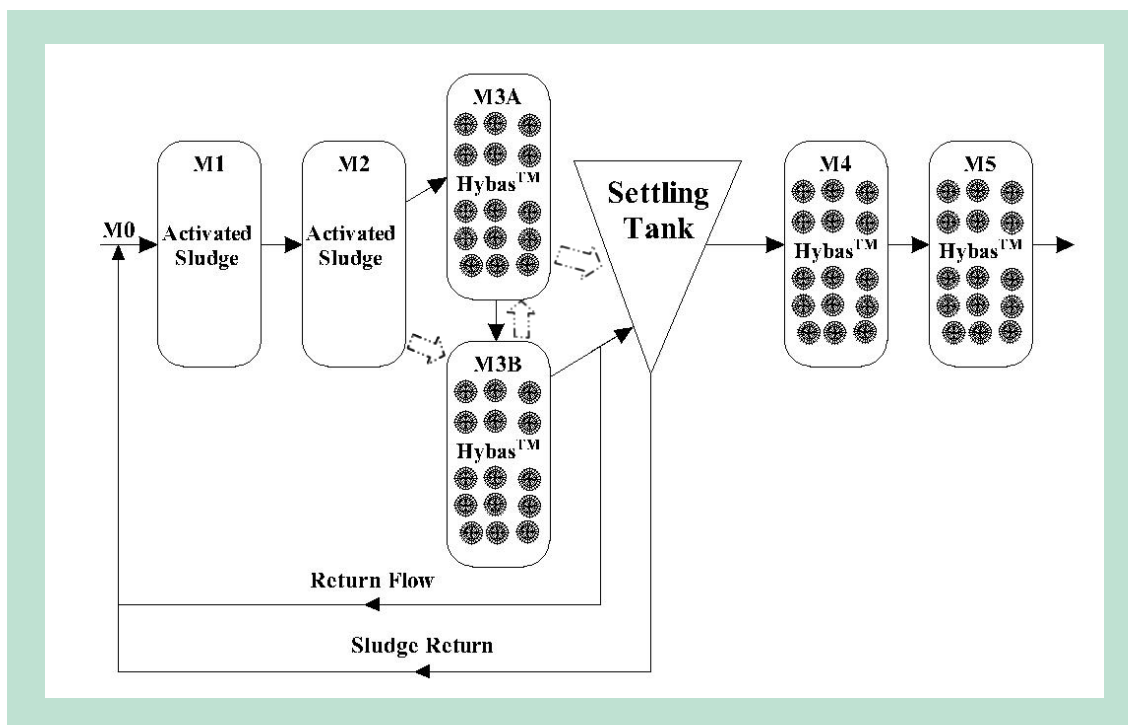 M0
M1
Activated
Sludge
M2
Activated
Sludge
M3A
Hybas™
M3B
Hybas™
Settling
Tank
M4
Hybas™
M5
Hybas™
Return Flow
Sludge Return